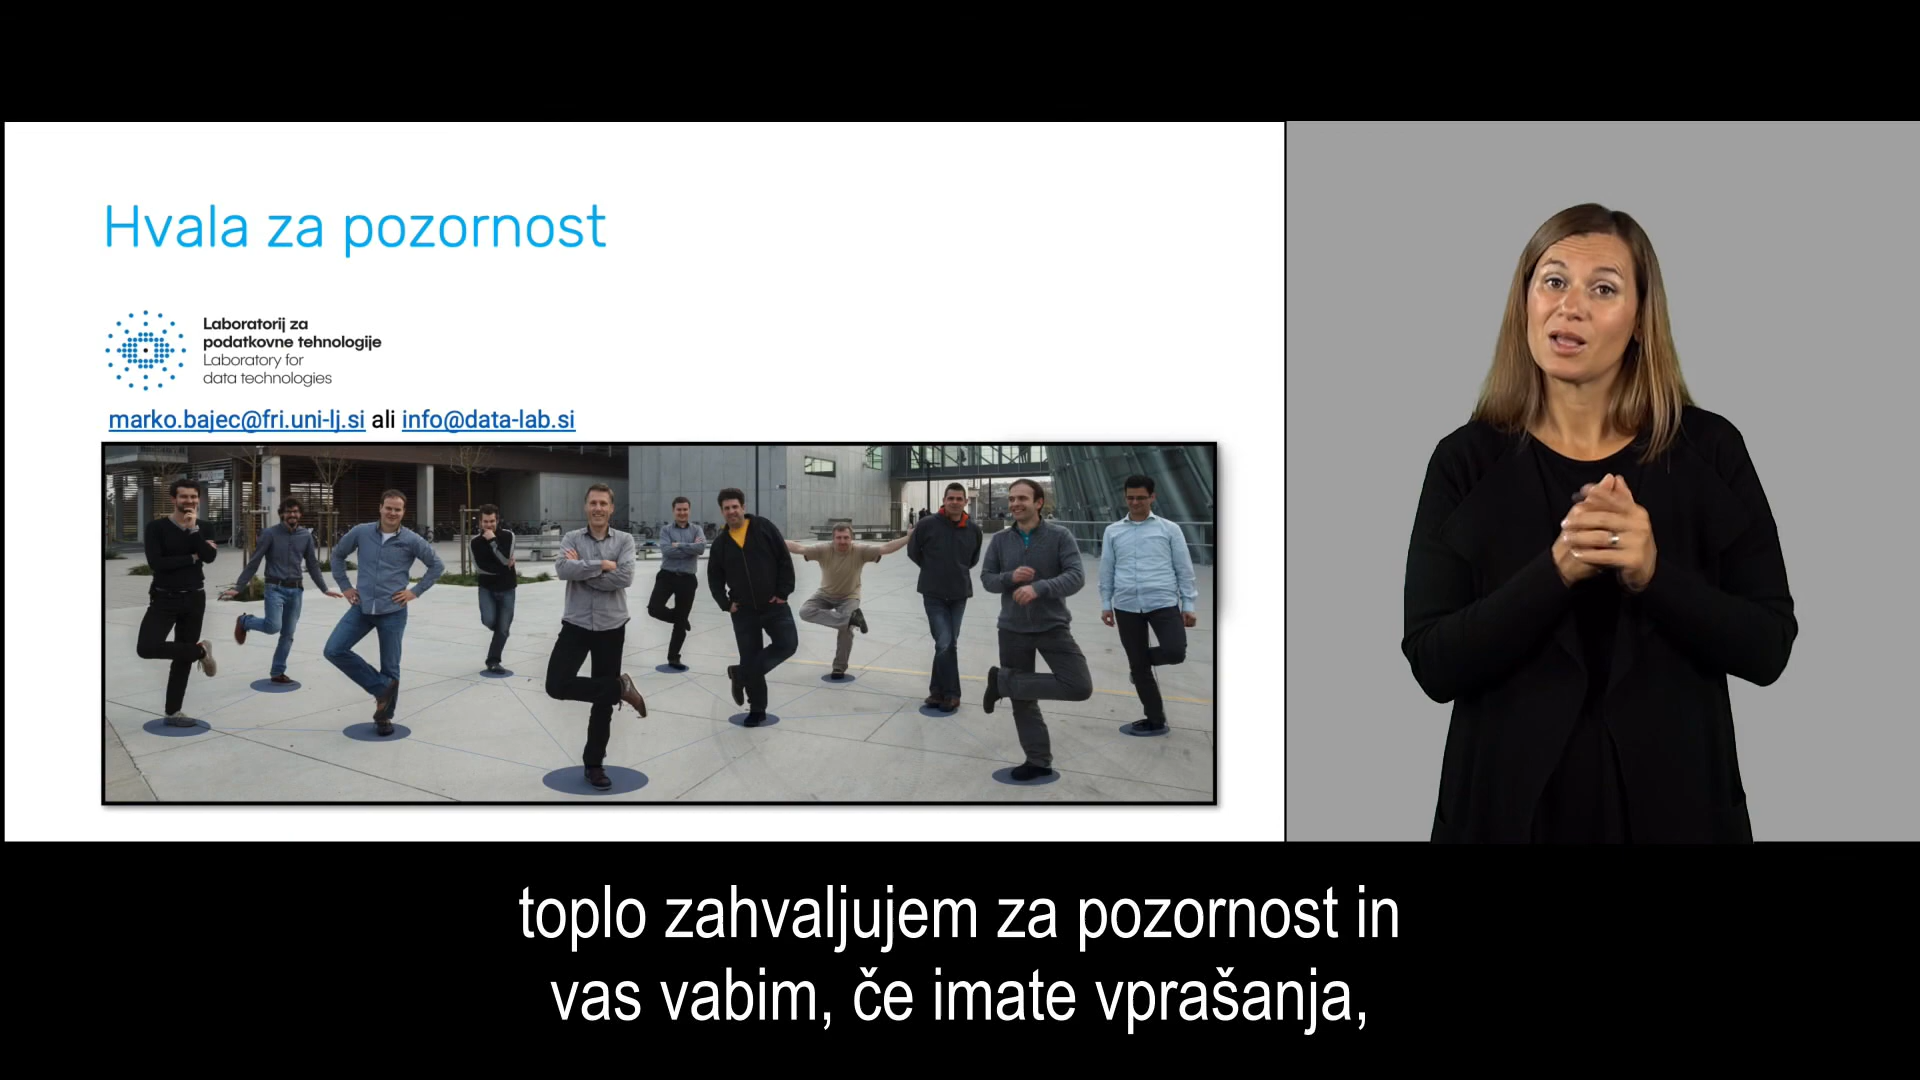 Hvala za pozornost
Laboratorij za
podatkovne tehnologije
Laboratory for
data technologies
marko.bajec@fri.uni-lj.si ali info@data-lab.si
toplo zahvaljujem za pozornost in
vas vabim, če imate vprašanja,